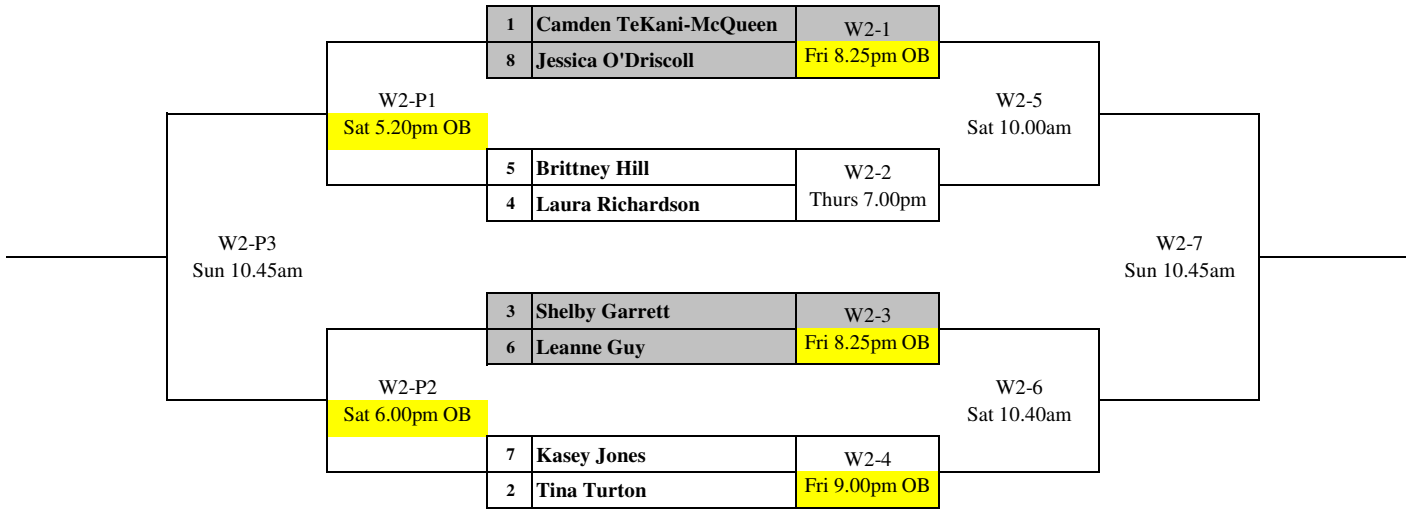 1 Camden TeKani-McQueen W2-1
8 Jessica O'Driscoll Fri 8.25pm OB
W2-P1 W2-5
Sat 5.20pm OB Sat 10.00am
5 Brittney Hill W2-2
4 Laura Richardson Thurs 7.00pm
W2-P3 W2-7
Sun 10.45am Sun 10.45am
3 Shelby Garrett W2-3
6 Leanne Guy Fri 8.25pm OB
W2-P2 W2-6
Sat 6.00pm OB Sat 10.40am
7 Kasey Jones W2-4
2 Tina Turton Fri 9.00pm OB